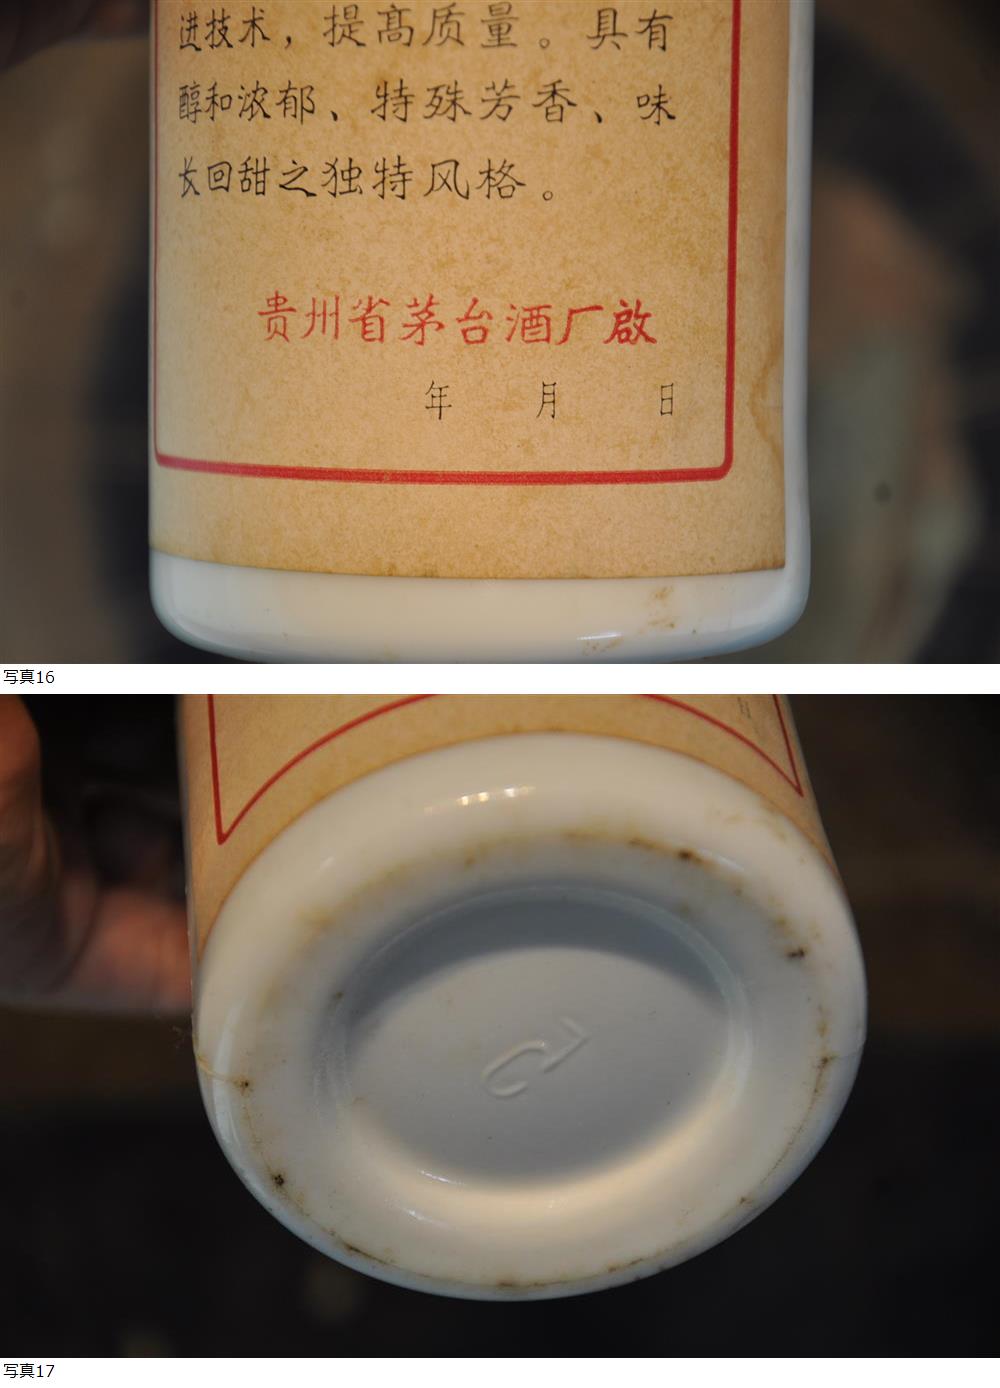 进技术，提高质量。具有
醇和浓郁、特殊芳香、味
长回甜之独特风格。
贵州省茅台酒厂啟
年 月 日
写真16
写真17